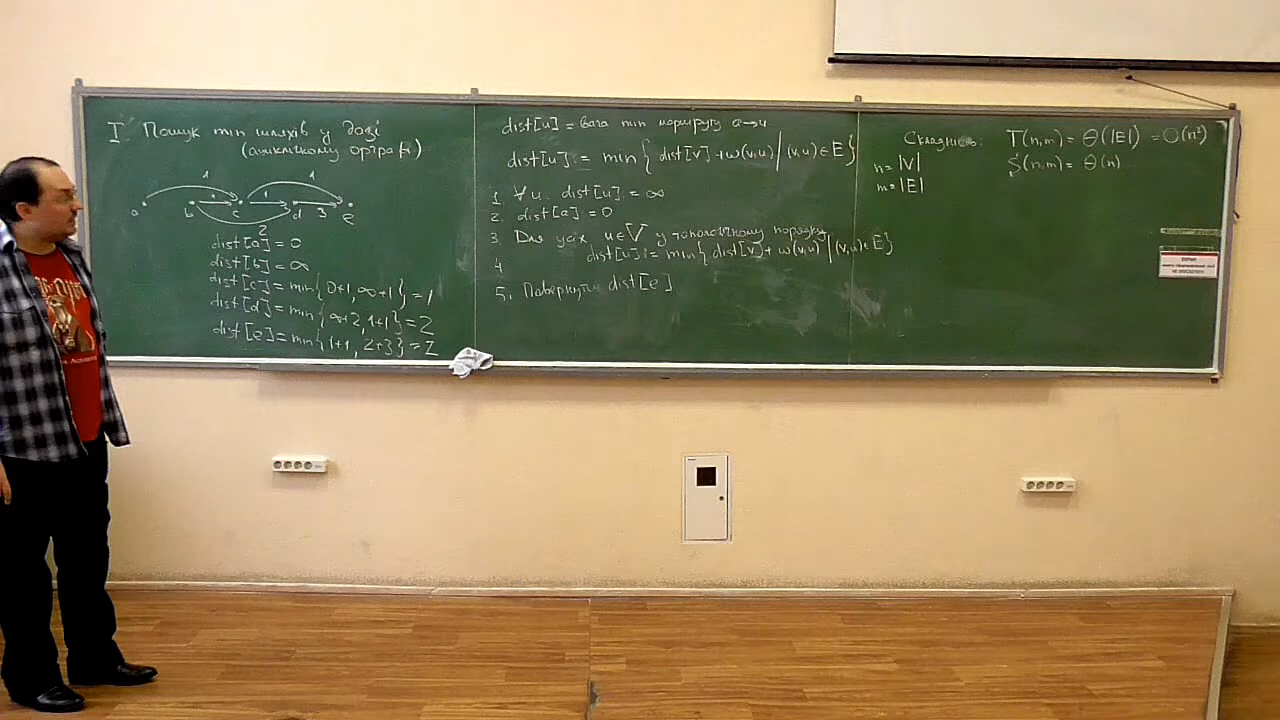 I. Пошук min шляхів у дазі
(ациклічному орграфі)
1 1
a b 1 c 1 d 3 e
2
dist[a] = 0
dist[b] = ∞
dist[c] = min{0+1, ∞+1} = 1
dist[d] = min{∞+2, 1+1} = 2
dist[e] = min{1+1, 2+3} = 2
dist[u] = вага min маршруту a→u
dist[u] := min{ dist[v] + w(v,u) | (v,u) ∈ E }
1. ∀u dist[u] := ∞
2. dist[a] = 0
3. Для усіх u ∈ V у топологічному порядку
4 dist[u] := min{ dist[v] + w(v,u) | (v,u) ∈ E }
5. Повернути dist[e]
Складність: T(n,m) = Θ(|E|) = O(n²)
n = |V| S(n,m) = Θ(n)
m = |E|